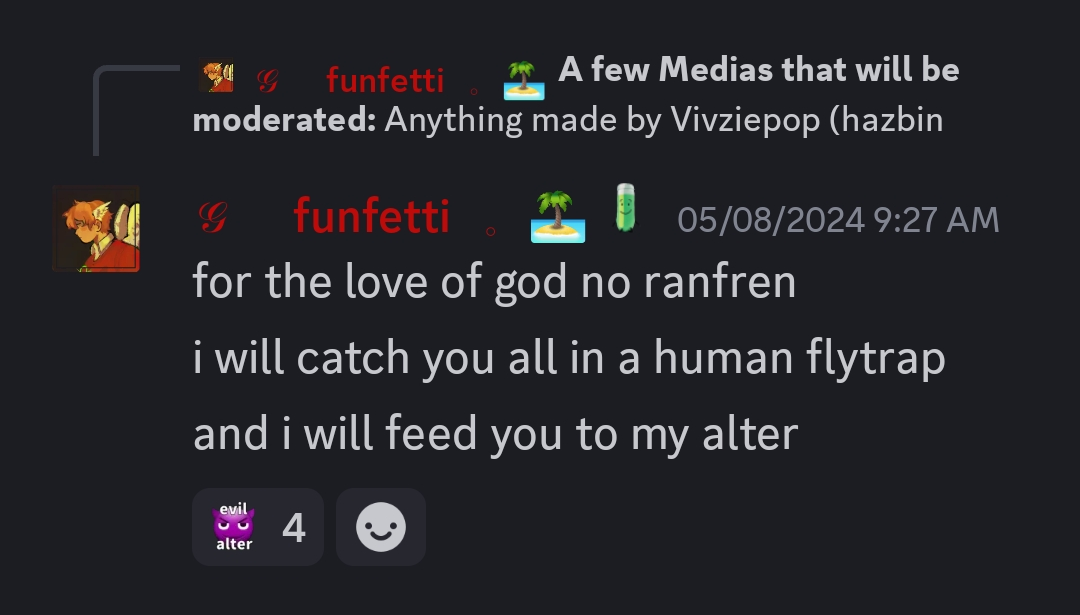 𝒢 funfetti 。 🏝️ A few Medias that will be
moderated: Anything made by Vivziepop (hazbin
𝒢 funfetti 。 🏝️ 05/08/2024 9:27 AM
for the love of god no ranfren
i will catch you all in a human flytrap
and i will feed you to my alter
evil
alter
4